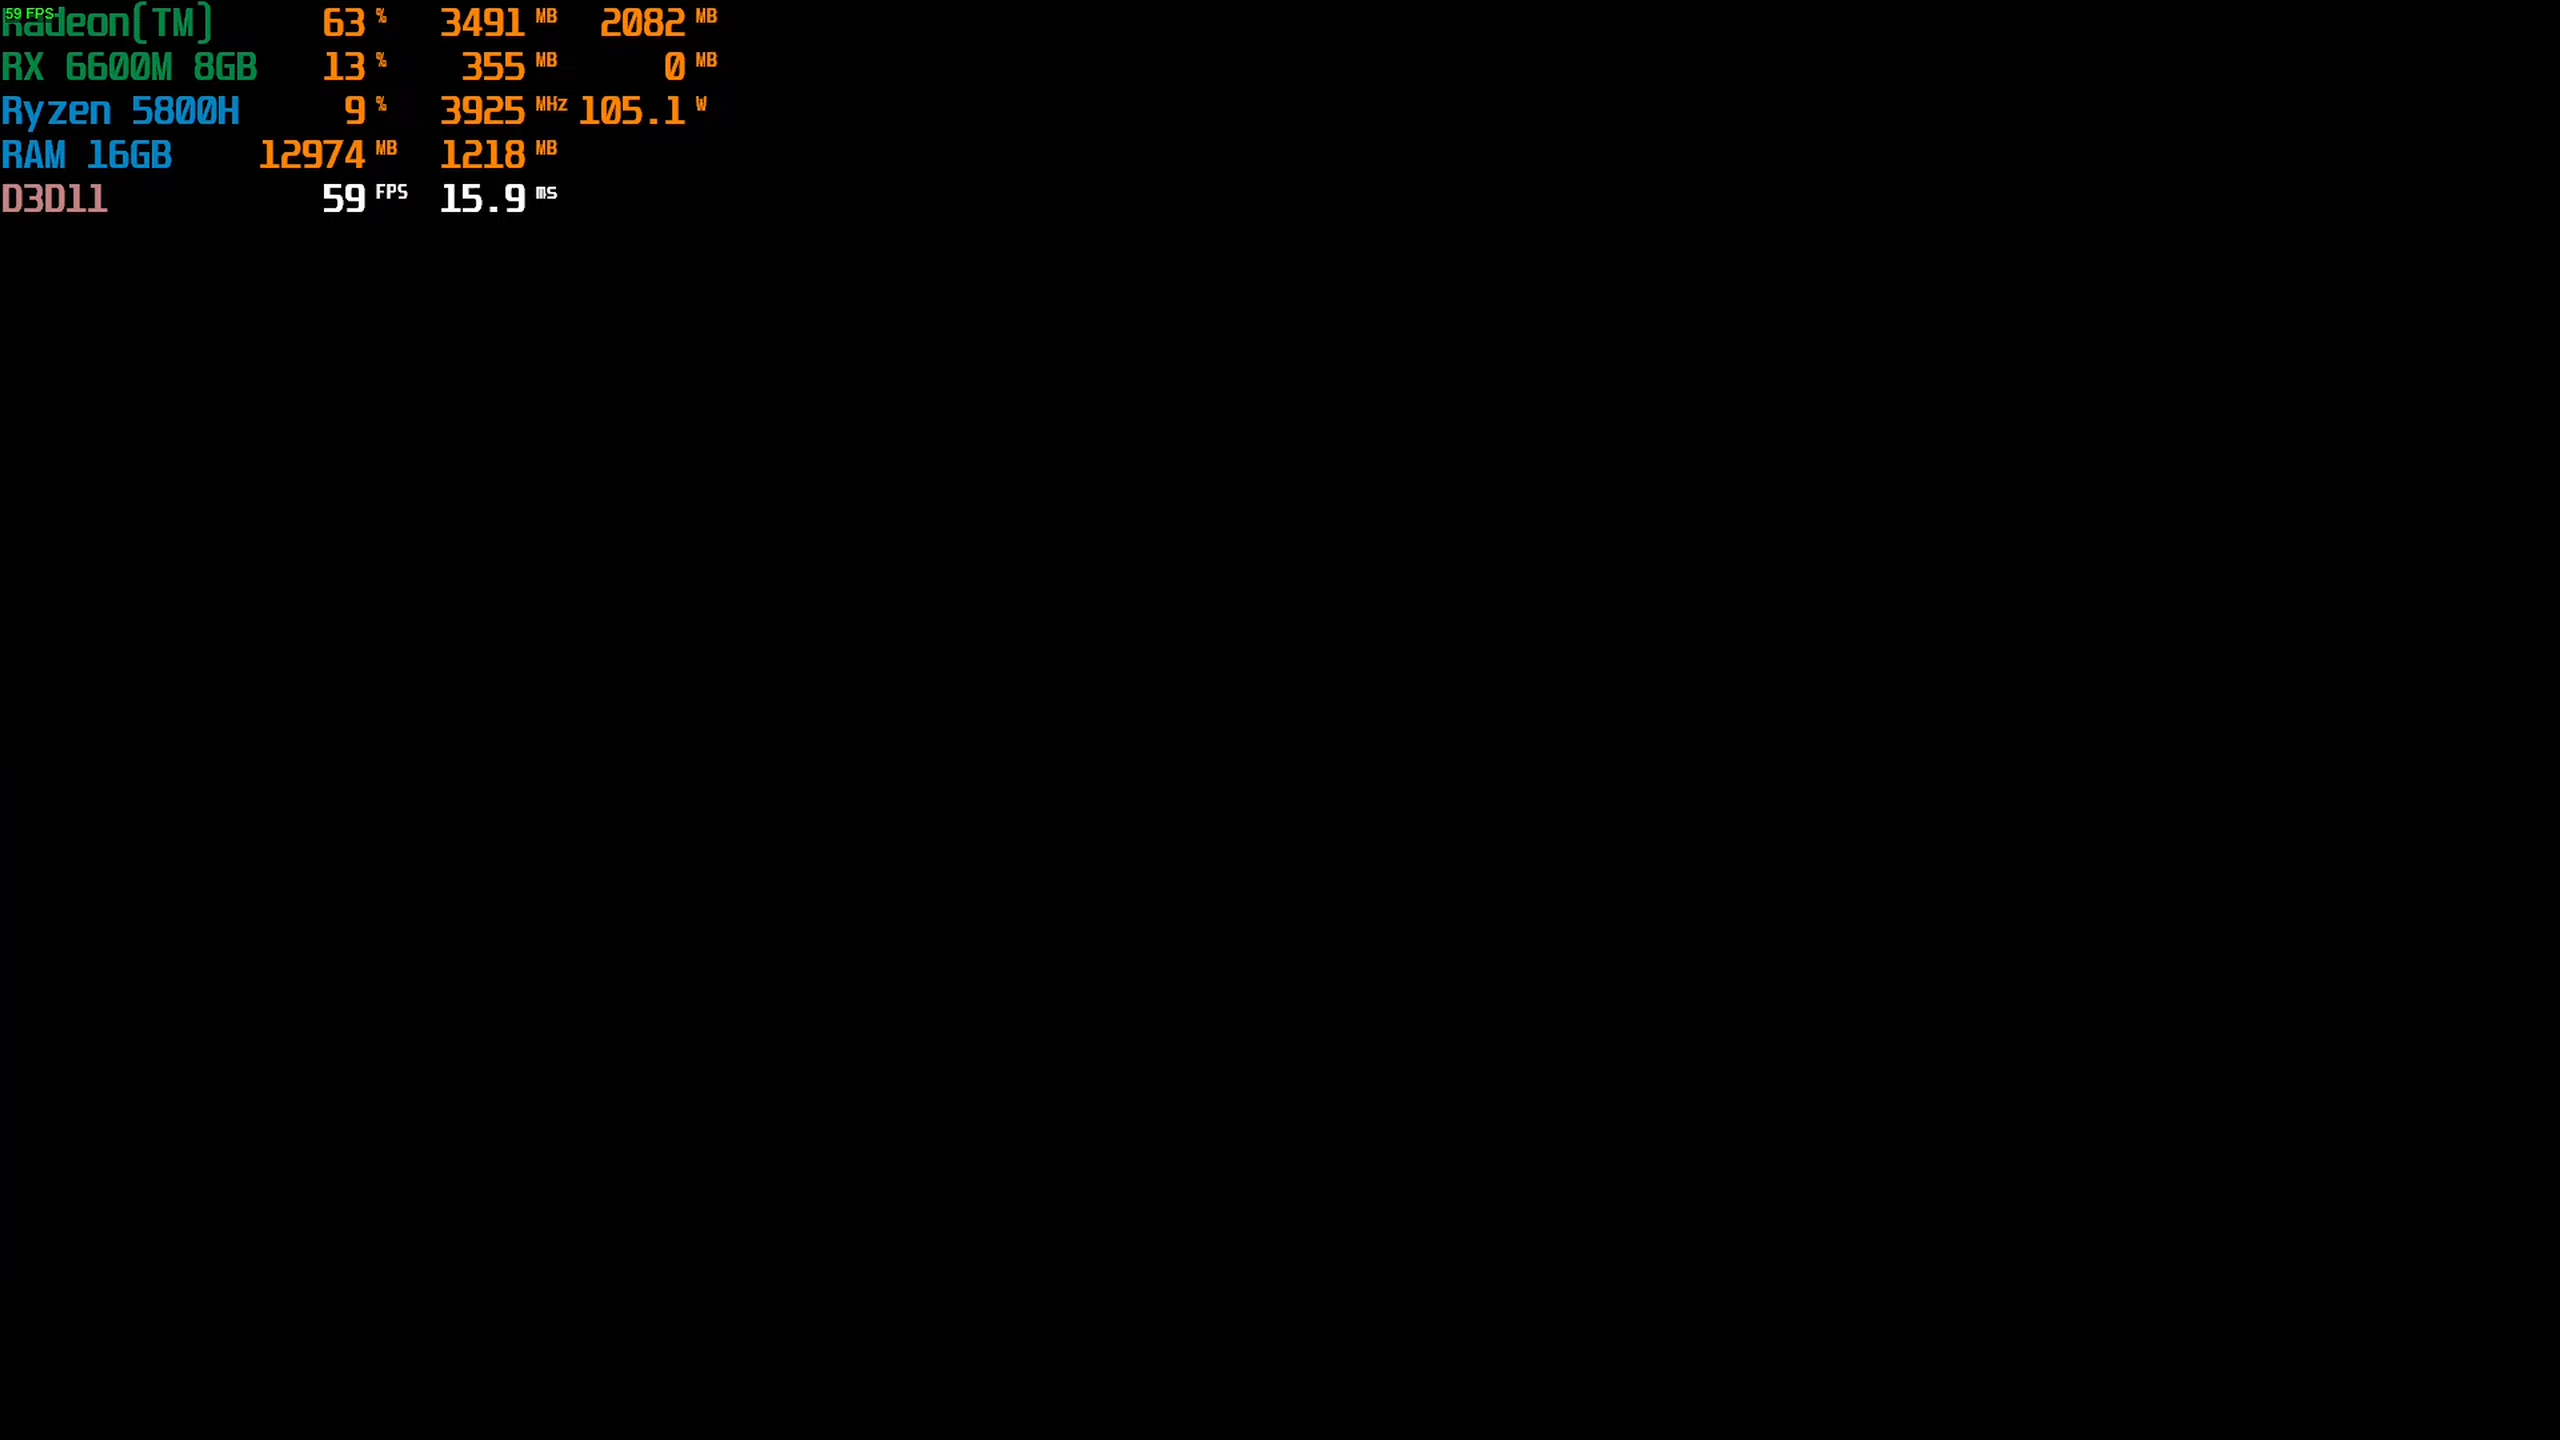 59 FPS
Radeon(TM) 63 % 3491 MB 2082 MB
RX 6600M 8GB 13 % 355 MB 0 MB
Ryzen 5800H 9 % 3925 MHz 105.1 W
RAM 16GB 12974 MB 1218 MB
D3D11 59 FPS 15.9 ms